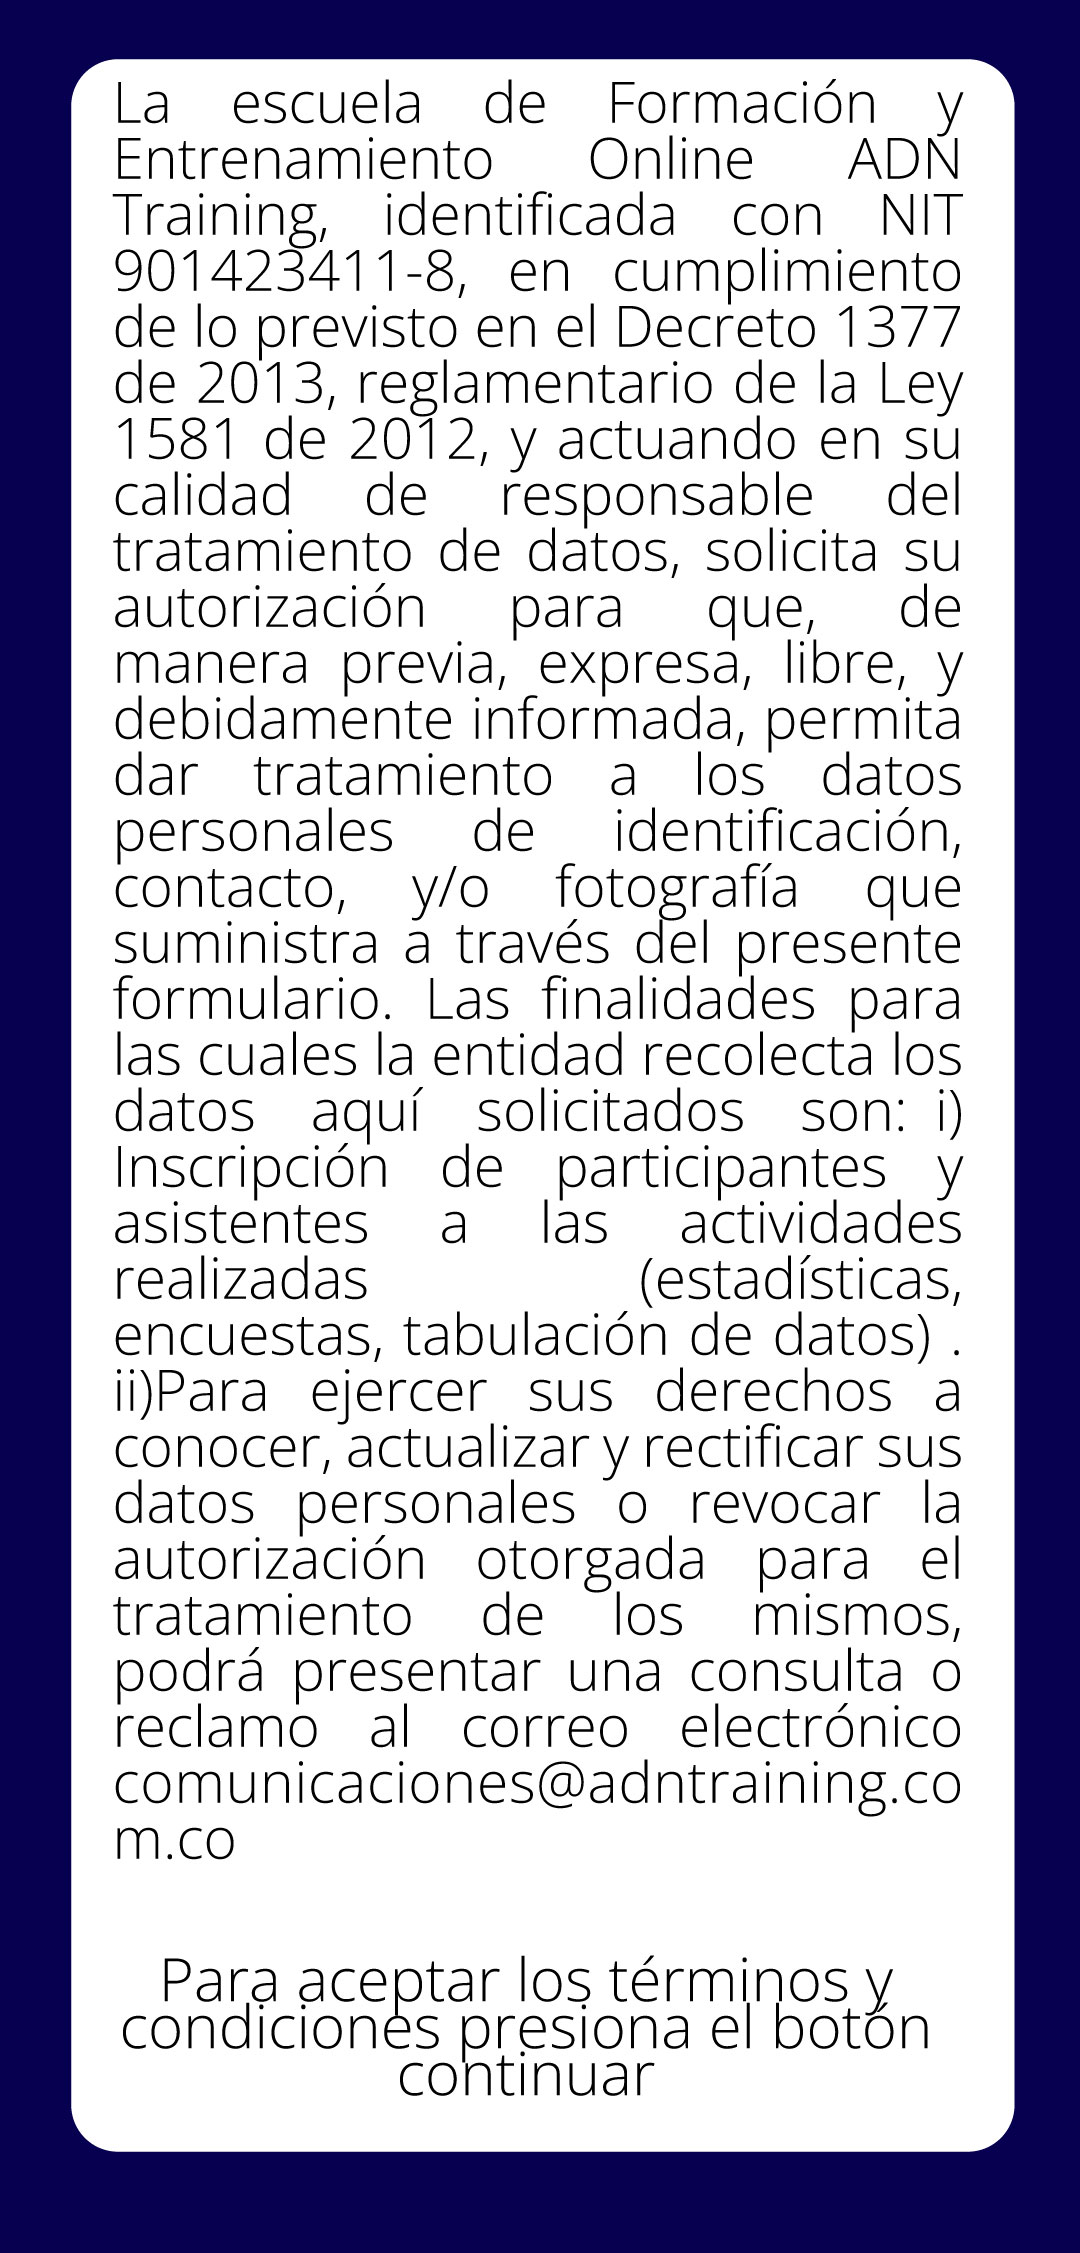 La escuela de Formación y
Entrenamiento Online ADN
Training, identificada con NIT
901423411-8, en cumplimiento
de lo previsto en el Decreto 1377
de 2013, reglamentario de la Ley
1581 de 2012, y actuando en su
calidad de responsable del
tratamiento de datos, solicita su
autorización para que, de
manera previa, expresa, libre, y
debidamente informada, permita
dar tratamiento a los datos
personales de identificación,
contacto, y/o fotografía que
suministra a través del presente
formulario. Las finalidades para
las cuales la entidad recolecta los
datos aquí solicitados son: i)
Inscripción de participantes y
asistentes a las actividades
realizadas (estadísticas,
encuestas, tabulación de datos) .
ii)Para ejercer sus derechos a
conocer, actualizar y rectificar sus
datos personales o revocar la
autorización otorgada para el
tratamiento de los mismos,
podrá presentar una consulta o
reclamo al correo electrónico
comunicaciones@adntraining.co
m.co
Para aceptar los términos y
condiciones presiona el botón
continuar